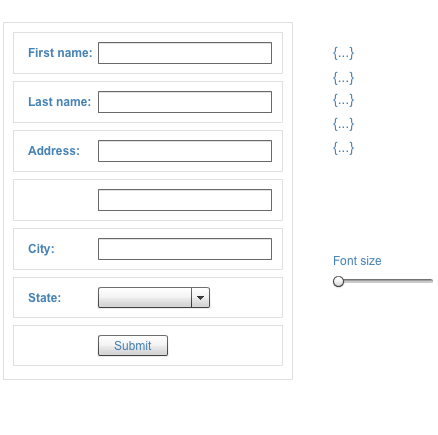 First name:
Last name:
Address:
City:
State:
Submit
{...}
{...}
{...}
{...}
{...}
Font size